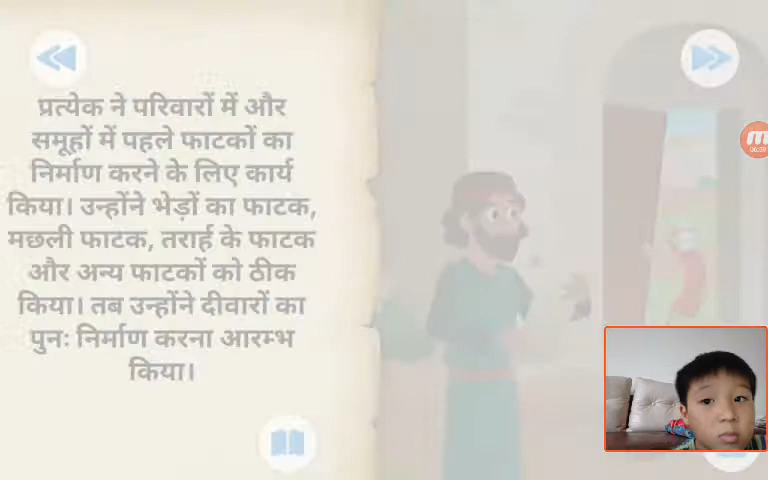 प्रत्येक ने परिवारों में और
समूहों में पहले फाटकों का
निर्माण करने के लिए कार्य
किया। उन्होंने भेड़ों का फाटक,
मछली फाटक, तरार्ह के फाटक
और अन्य फाटकों को ठीक
किया। तब उन्होंने दीवारों का
पुनः निर्माण करना आरम्भ
किया।